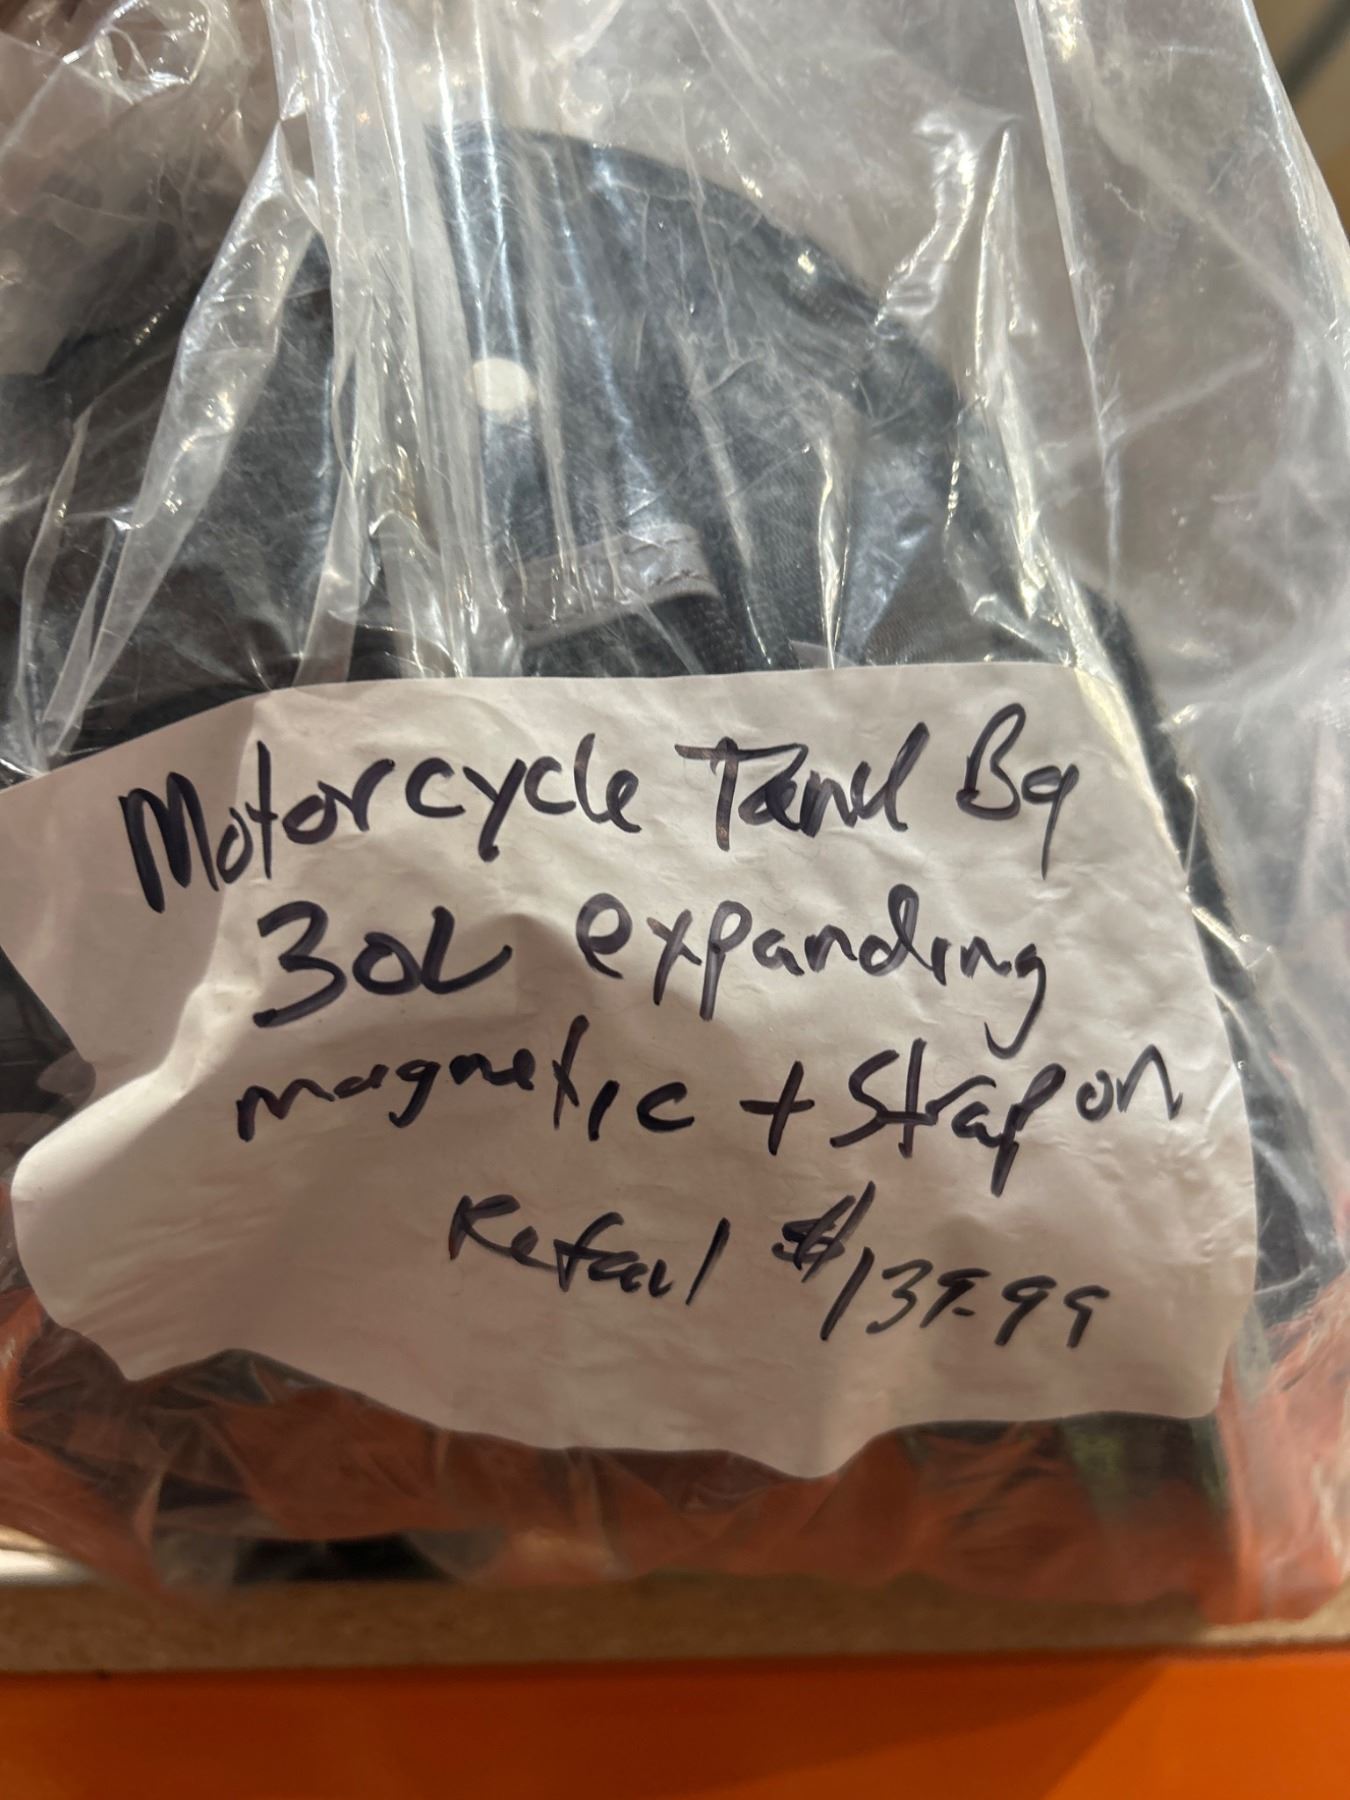 Motorcycle Tank Bag
30L expanding
magnetic + Strap on
Retail $139.99